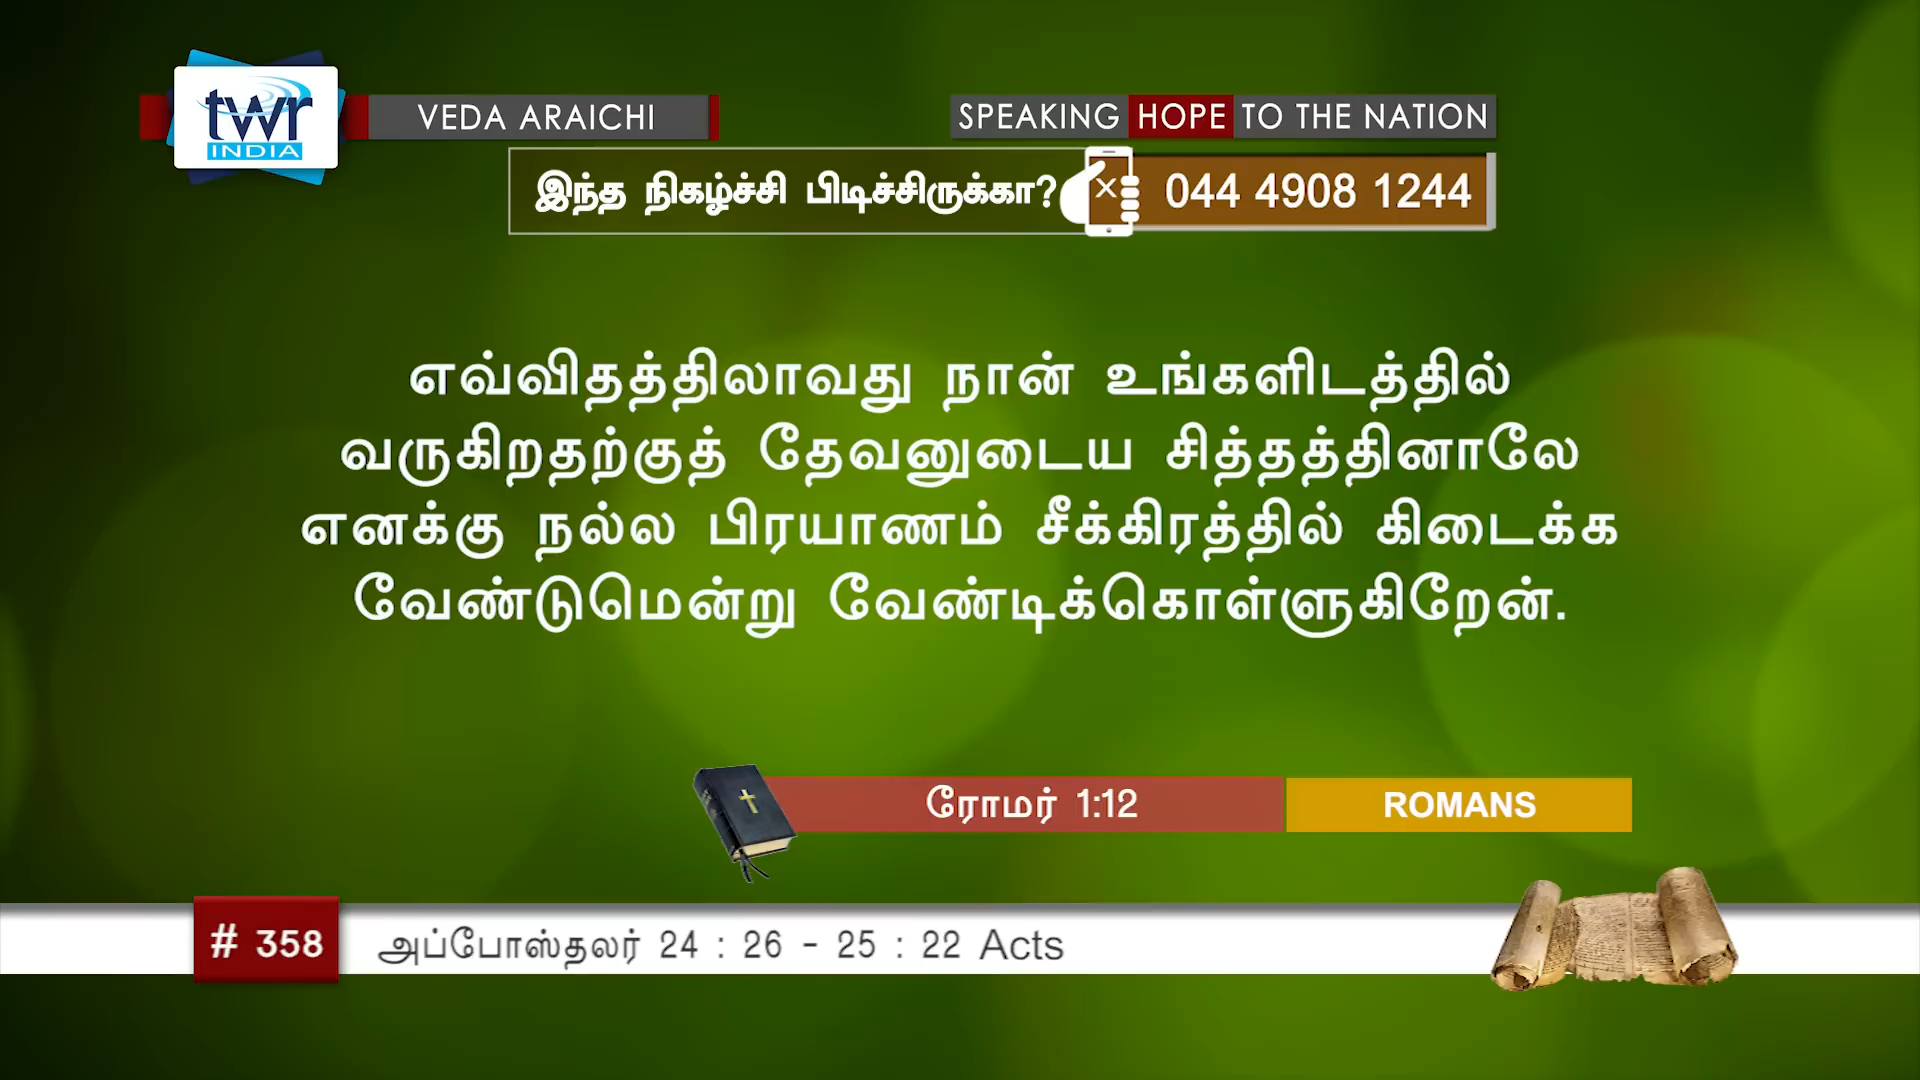 twr
INDIA
VEDA ARAICHI
SPEAKING HOPE TO THE NATION
இந்த நிகழ்ச்சி பிடிச்சிருக்கா?
044 4908 1244
எவ்விதத்திலாவது நான் உங்களிடத்தில்
வருகிறதற்குத் தேவனுடைய சித்தத்தினாலே
எனக்கு நல்ல பிரயாணம் சீக்கிரத்தில் கிடைக்க
வேண்டுமென்று வேண்டிக்கொள்ளுகிறேன்.
ரோமர் 1:12
ROMANS
# 358
அப்போஸ்தலர் 24 : 26 - 25 : 22 Acts